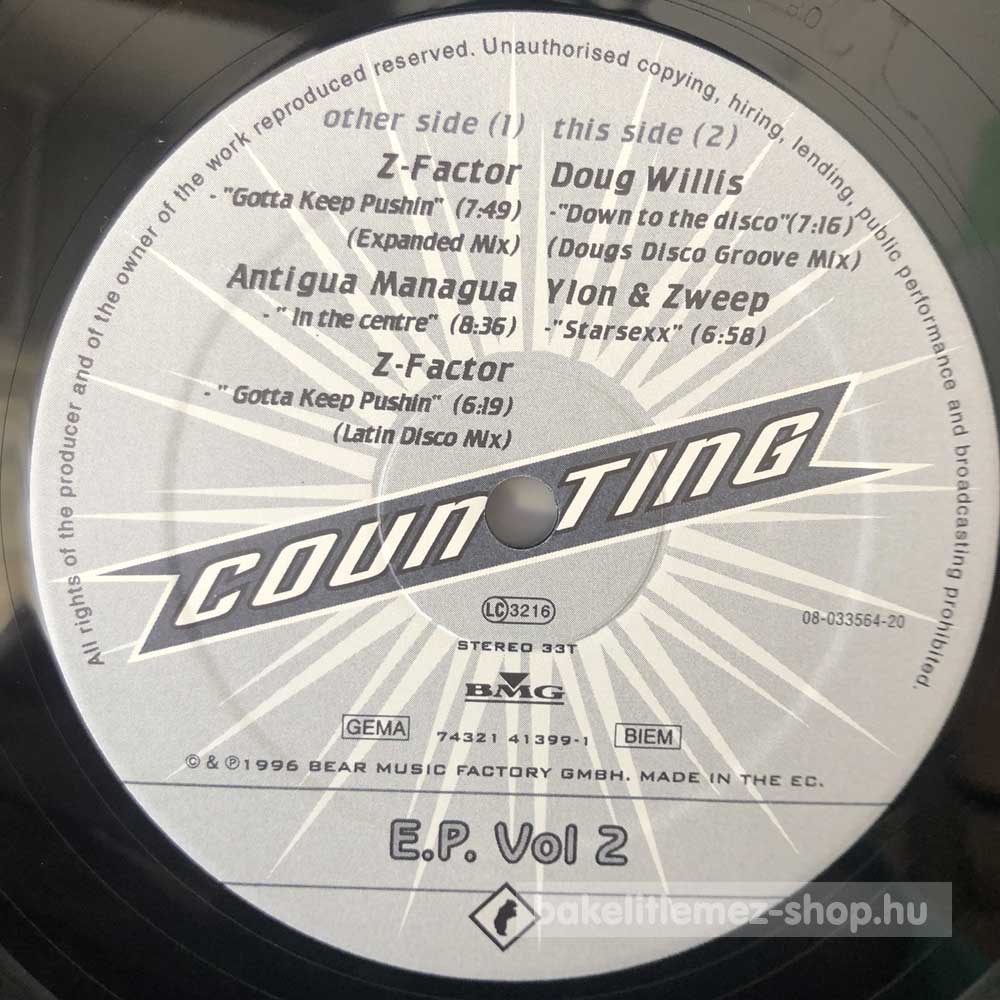 All rights of the producer and of the owner of the work reproduced reserved. Unauthorised copying, hiring, lending, public performance and broadcasting prohibited.
other side (1)
Z-Factor
- "Gotta Keep Pushin" (7:49)
(Expanded Mix)
Antigua Managua
- " In the centre" (8:36)
Z-Factor
- " Gotta Keep Pushin" (6:19)
(Latin Disco Mix)
this side (2)
Doug Willis
-"Down to the disco"(7:16)
(Dougs Disco Groove Mix)
Ylon & Zweep
-"Starsexx" (6:58)
COUNTING
LC 3216
08-033564-20
STEREO 33T
BMG
GEMA
74321 41399-1
BIEM
© & ℗1996 BEAR MUSIC FACTORY GMBH. MADE IN THE EC.
E.P. Vol 2
bakelitlemez-shop.hu